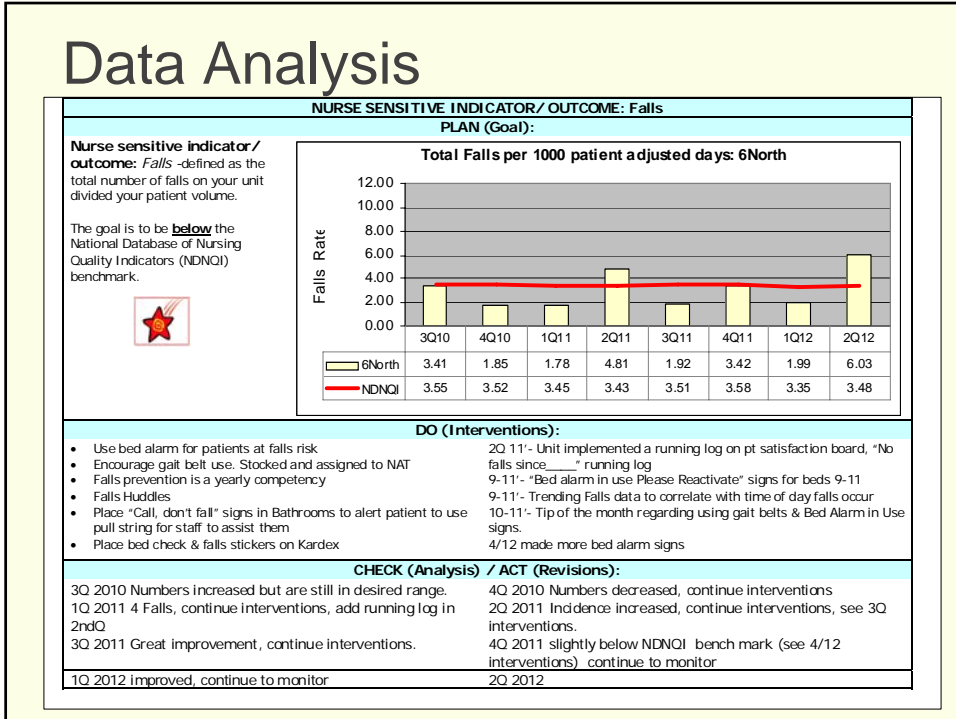 Data Analysis
NURSE SENSITIVE INDICATOR/ OUTCOME: Falls
PLAN (Goal):
Nurse sensitive indicator/
outcome: Falls -defined as the
total number of falls on your unit
divided your patient volume.
The goal is to be below the
National Database of Nursing
Quality Indicators (NDNQI)
benchmark.
Total Falls per 1000 patient adjusted days: 6North
Falls Rate
12.00
10.00
8.00
6.00
4.00
2.00
0.00
3Q10 4Q10 1Q11 2Q11 3Q11 4Q11 1Q12 2Q12
6North 3.41 1.85 1.78 4.81 1.92 3.42 1.99 6.03
NDNQI 3.55 3.52 3.45 3.43 3.51 3.58 3.35 3.48
DO (Interventions):
• Use bed alarm for patients at falls risk
• Encourage gait belt use. Stocked and assigned to NAT
• Falls prevention is a yearly competency
• Falls Huddles
• Place "Call, don't fall" signs in Bathrooms to alert patient to use
pull string for staff to assist them
• Place bed check & falls stickers on Kardex
2Q 11'- Unit implemented a running log on pt satisfaction board, "No
falls since____" running log
9-11'- "Bed alarm in use Please Reactivate" signs for beds 9-11
9-11'- Trending Falls data to correlate with time of day falls occur
10-11'- Tip of the month regarding using gait belts & Bed Alarm in Use
signs.
4/12 made more bed alarm signs
CHECK (Analysis) / ACT (Revisions):
3Q 2010 Numbers increased but are still in desired range.
4Q 2010 Numbers decreased, continue interventions
1Q 2011 4 Falls, continue interventions, add running log in
2ndQ
2Q 2011 Incidence increased, continue interventions, see 3Q
interventions.
3Q 2011 Great improvement, continue interventions.
4Q 2011 slightly below NDNQI bench mark (see 4/12
interventions) continue to monitor
1Q 2012 improved, continue to monitor
2Q 2012